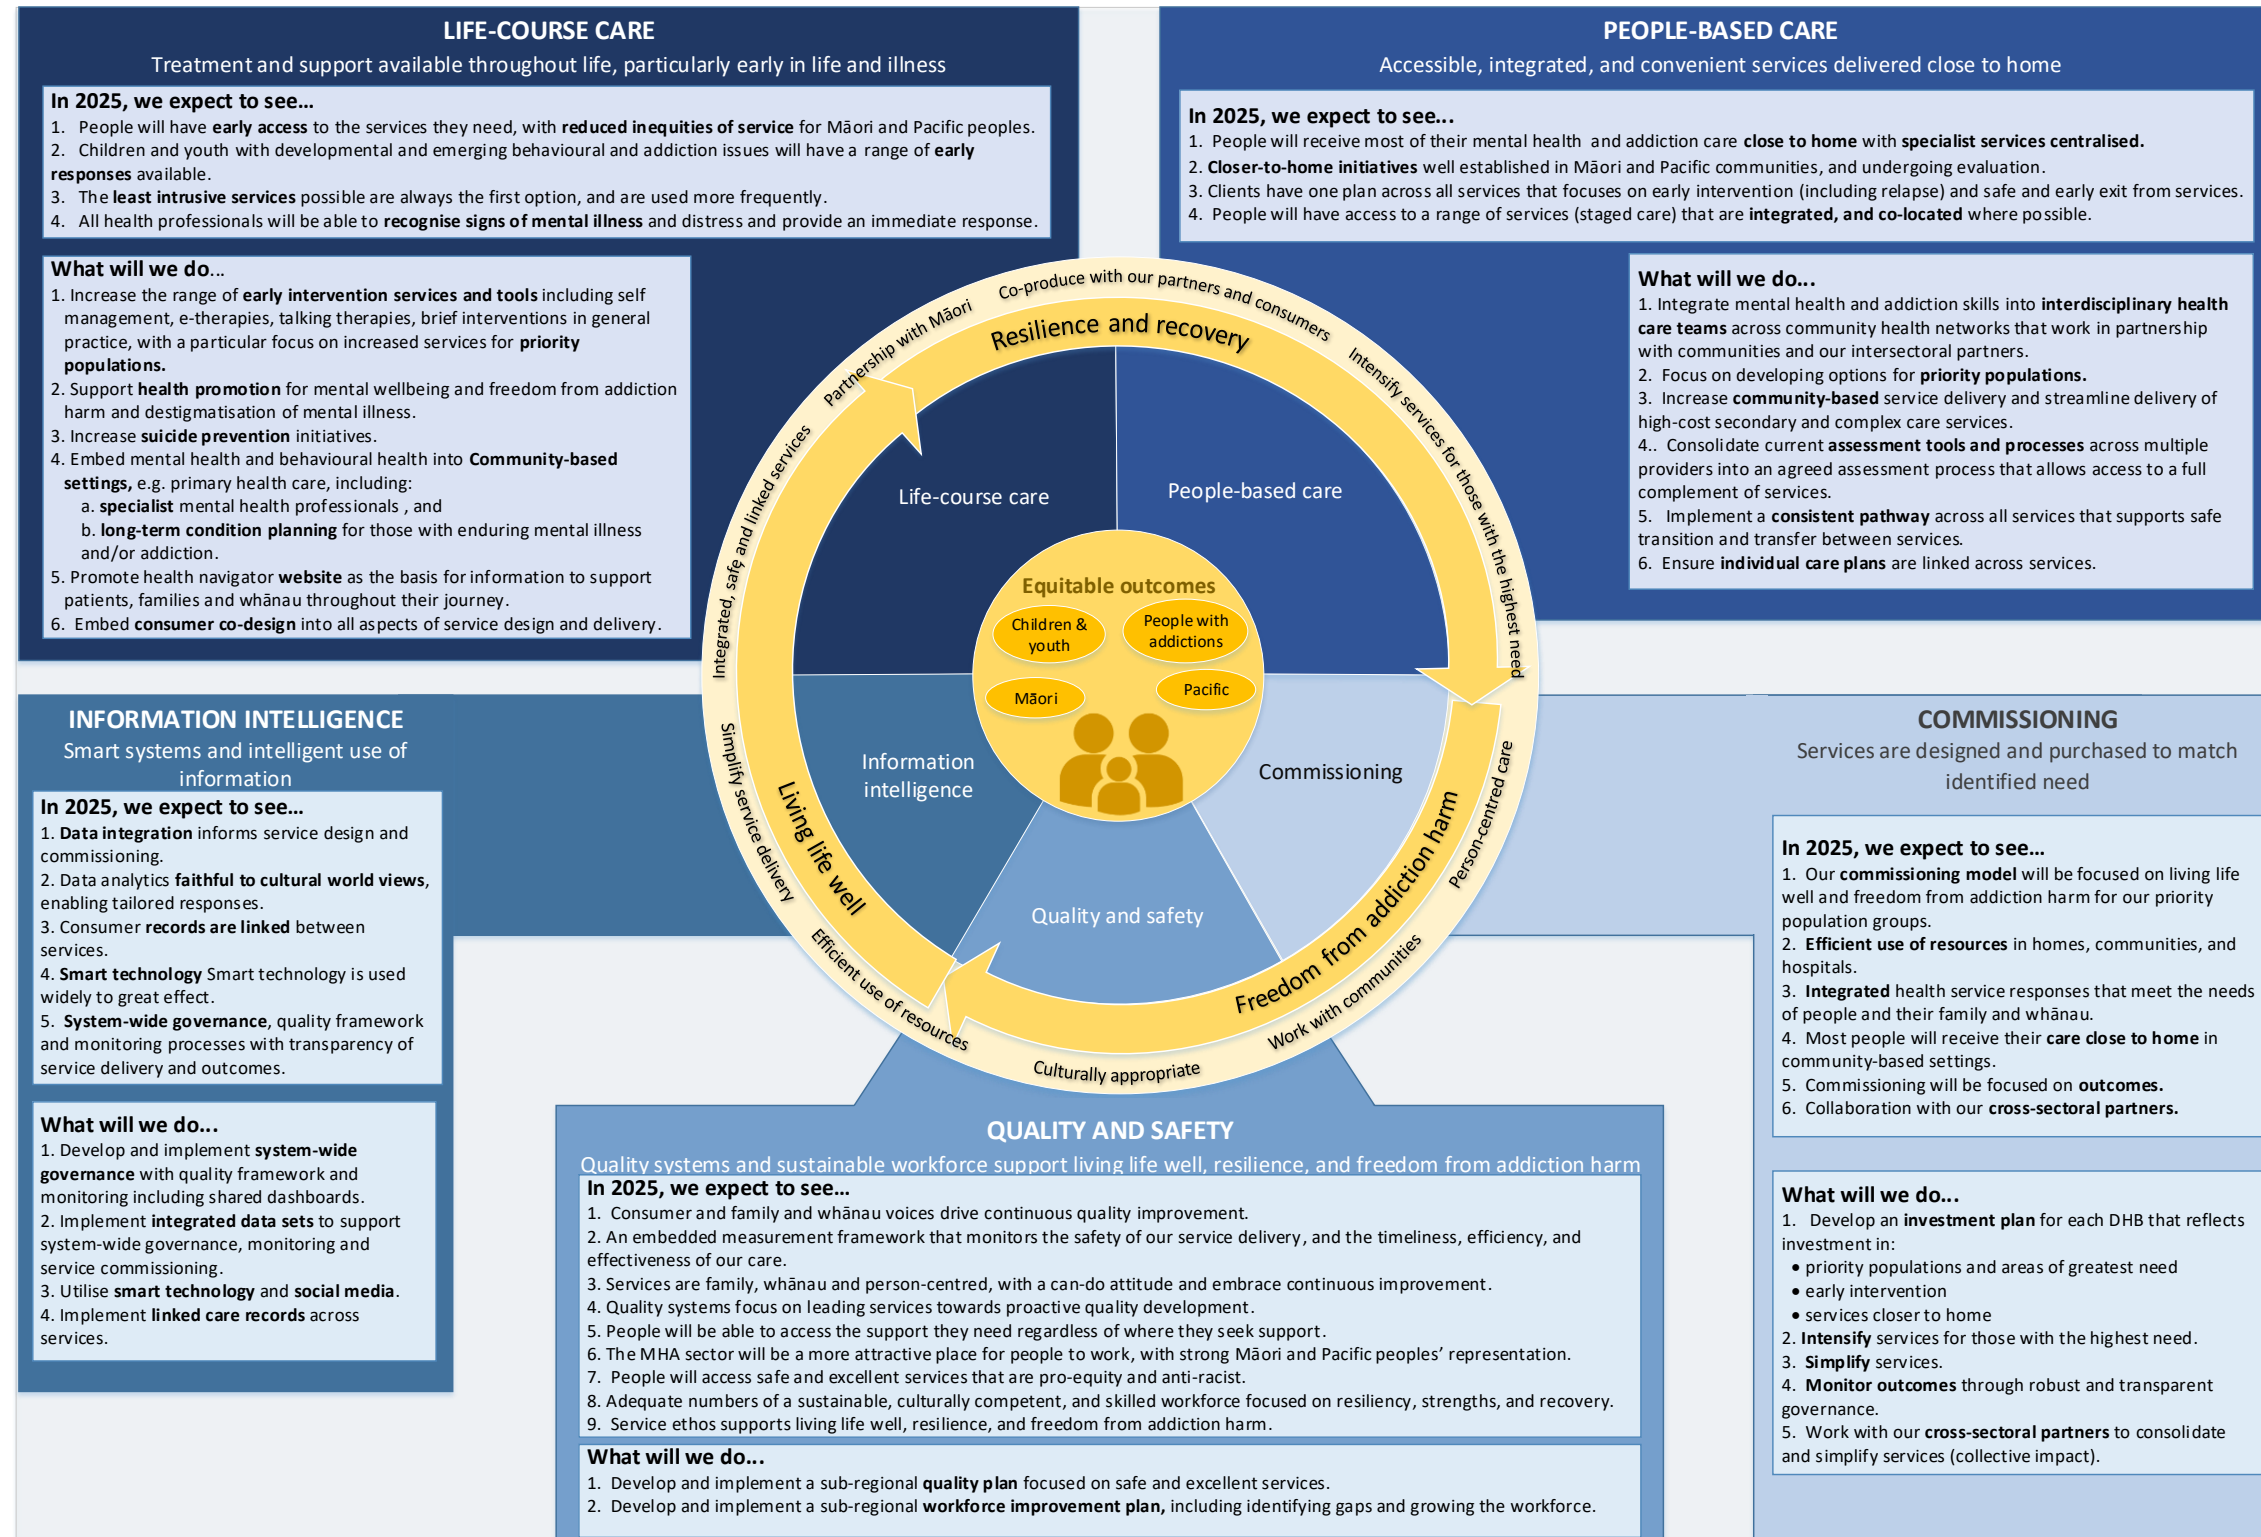 LIFE-COURSE CARE
Treatment and support available throughout life, particularly early in life and illness
In 2025, we expect to see...
1. People will have early access to the services they need, with reduced inequities of service for Māori and Pacific peoples.
2. Children and youth with developmental and emerging behavioural and addiction issues will have a range of early
responses available.
3. The least intrusive services possible are always the first option, and are used more frequently.
4. All health professionals will be able to recognise signs of mental illness and distress and provide an immediate response.
What will we do...
1. Increase the range of early intervention services and tools including self
management, e-therapies, talking therapies, brief interventions in general
practice, with a particular focus on increased services for priority
populations.
2. Support health promotion for mental wellbeing and freedom from addiction
harm and destigmatisation of mental illness.
3. Increase suicide prevention initiatives.
4. Embed mental health and behavioural health into Community-based
settings, e.g. primary health care, including:
a. specialist mental health professionals , and
b. long-term condition planning for those with enduring mental illness
and/or addiction.
5. Promote health navigator website as the basis for information to support
patients, families and whānau throughout their journey.
6. Embed consumer co-design into all aspects of service design and delivery.
PEOPLE-BASED CARE
Accessible, integrated, and convenient services delivered close to home
In 2025, we expect to see...
1. People will receive most of their mental health and addiction care close to home with specialist services centralised.
2. Closer-to-home initiatives well established in Māori and Pacific communities, and undergoing evaluation.
3. Clients have one plan across all services that focuses on early intervention (including relapse) and safe and early exit from services.
4. People will have access to a range of services (staged care) that are integrated, and co-located where possible.
What will we do...
1. Integrate mental health and addiction skills into interdisciplinary health
care teams across community health networks that work in partnership
with communities and our intersectoral partners.
2. Focus on developing options for priority populations.
3. Increase community-based service delivery and streamline delivery of
high-cost secondary and complex care services.
4.. Consolidate current assessment tools and processes across multiple
providers into an agreed assessment process that allows access to a full
complement of services.
5. Implement a consistent pathway across all services that supports safe
transition and transfer between services.
6. Ensure individual care plans are linked across services.
Partnership with Māori
Co-produce with our partners and consumers
Intensify services for those with the highest need
Person-centred care
Work with communities
Culturally appropriate
Efficient use of resources
Simplify service delivery
Integrated, safe, and linked services
Resilience and recovery
Freedom from addiction harm
Living life well
Life-course care
People-based care
Equitable outcomes
Children &
youth
People with
addictions
Māori
Pacific
Information
intelligence
Commissioning
Quality and safety
INFORMATION INTELLIGENCE
Smart systems and intelligent use of
information
In 2025, we expect to see...
1. Data integration informs service design and
commissioning.
2. Data analytics faithful to cultural world views,
enabling tailored responses.
3. Consumer records are linked between
services.
4. Smart technology Smart technology is used
widely to great effect.
5. System-wide governance, quality framework
and monitoring processes with transparency of
service delivery and outcomes.
What will we do...
1. Develop and implement system-wide
governance with quality framework and
monitoring including shared dashboards.
2. Implement integrated data sets to support
system-wide governance, monitoring and
service commissioning.
3. Utilise smart technology and social media.
4. Implement linked care records across
services.
QUALITY AND SAFETY
Quality systems and sustainable workforce support living life well, resilience, and freedom from addiction harm
In 2025, we expect to see...
1. Consumer and family and whānau voices drive continuous quality improvement.
2. An embedded measurement framework that monitors the safety of our service delivery, and the timeliness, efficiency, and
effectiveness of our care.
3. Services are family, whānau and person-centred, with a can-do attitude and embrace continuous improvement.
4. Quality systems focus on leading services towards proactive quality development.
5. People will be able to access the support they need regardless of where they seek support.
6. The MHA sector will be a more attractive place for people to work, with strong Māori and Pacific peoples' representation.
7. People will access safe and excellent services that are pro-equity and anti-racist.
8. Adequate numbers of a sustainable, culturally competent, and skilled workforce focused on resiliency, strengths, and recovery.
9. Service ethos supports living life well, resilience, and freedom from addiction harm.
What will we do...
1. Develop and implement a sub-regional quality plan focused on safe and excellent services.
2. Develop and implement a sub-regional workforce improvement plan, including identifying gaps and growing the workforce.
COMMISSIONING
Services are designed and purchased to match
identified need
In 2025, we expect to see...
1. Our commissioning model will be focused on living life
well and freedom from addiction harm for our priority
population groups.
2. Efficient use of resources in homes, communities, and
hospitals.
3. Integrated health service responses that meet the needs
of people and their family and whānau.
4. Most people will receive their care close to home in
community-based settings.
5. Commissioning will be focused on outcomes.
6. Collaboration with our cross-sectoral partners.
What will we do...
1. Develop an investment plan for each DHB that reflects
investment in:
• priority populations and areas of greatest need
• early intervention
• services closer to home
2. Intensify services for those with the highest need.
3. Simplify services.
4. Monitor outcomes through robust and transparent
governance.
5. Work with our cross-sectoral partners to consolidate
and simplify services (collective impact).